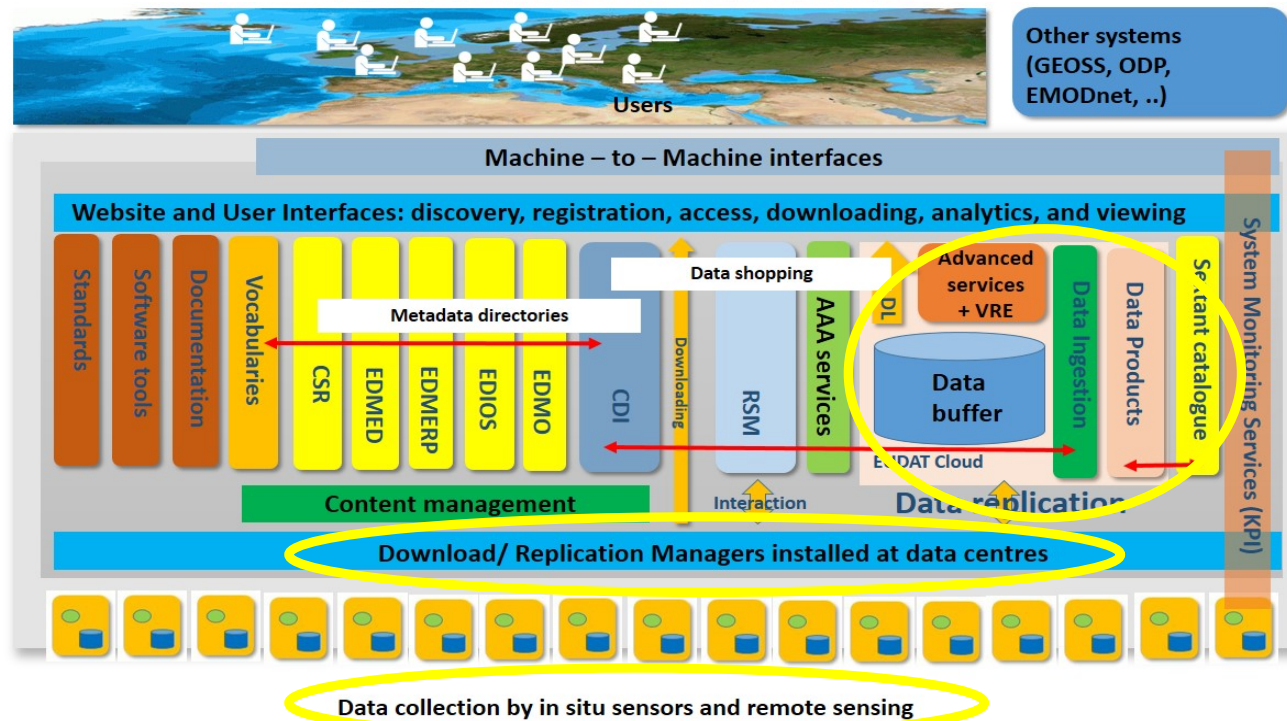 Users
Other systems
(GEOSS, ODP,
EMODnet, ..)
Machine – to – Machine interfaces
Website and User Interfaces: discovery, registration, access, downloading, analytics, and viewing
Standards
Software tools
Documentation
Vocabularies
Metadata directories
CSR
EDMED
EDMERP
EDIOS
EDMO
CDI
Downloading
Data shopping
RSM
AAA services
DL
Advanced
services
+ VRE
Data
buffer
Data Ingestion
Data Products
catalogue
System Monitoring Services (KPI)
Cloud
Content management
Interaction
Data replication
Download/ Replication Managers installed at data centres
Data collection by in situ sensors and remote sensing